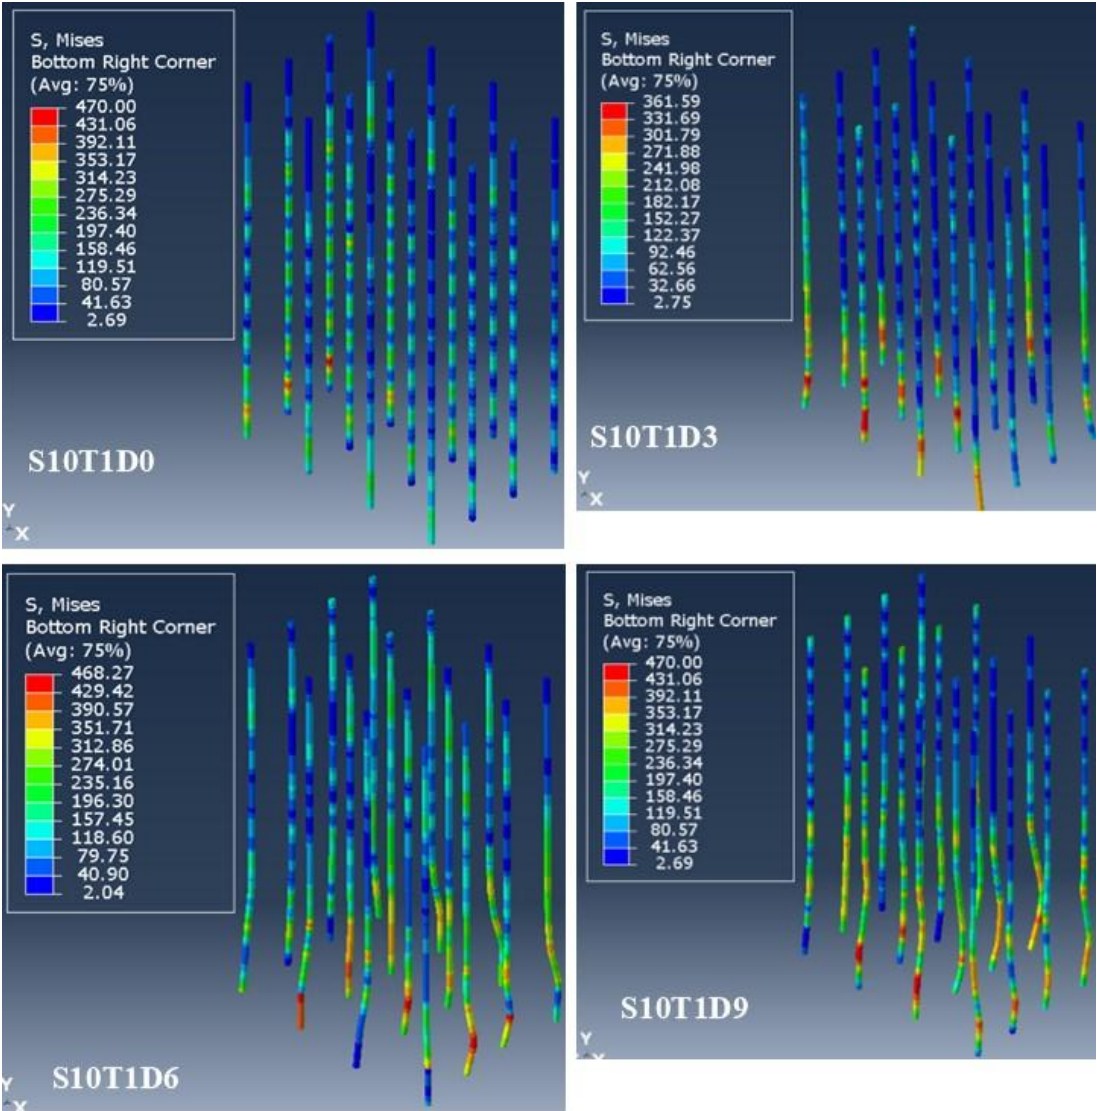 S, Mises
Bottom Right Corner
(Avg: 75%)
470.00
431.06
392.11
353.17
314.23
275.29
236.34
197.40
158.46
119.51
80.57
41.63
2.69
S10T1D0
Y
X
S, Mises
Bottom Right Corner
(Avg: 75%)
361.59
331.69
301.79
271.88
241.98
212.08
182.17
152.27
122.37
92.46
62.56
32.66
2.75
S10T1D3
Y
X
S, Mises
Bottom Right Corner
(Avg: 75%)
468.27
429.42
390.57
351.71
312.86
274.01
235.16
196.30
157.45
118.60
79.75
40.90
2.04
S10T1D6
Y
X
S, Mises
Bottom Right Corner
(Avg: 75%)
470.00
431.06
392.11
353.17
314.23
275.29
236.34
197.40
158.46
119.51
80.57
41.63
2.69
S10T1D9
Y
X